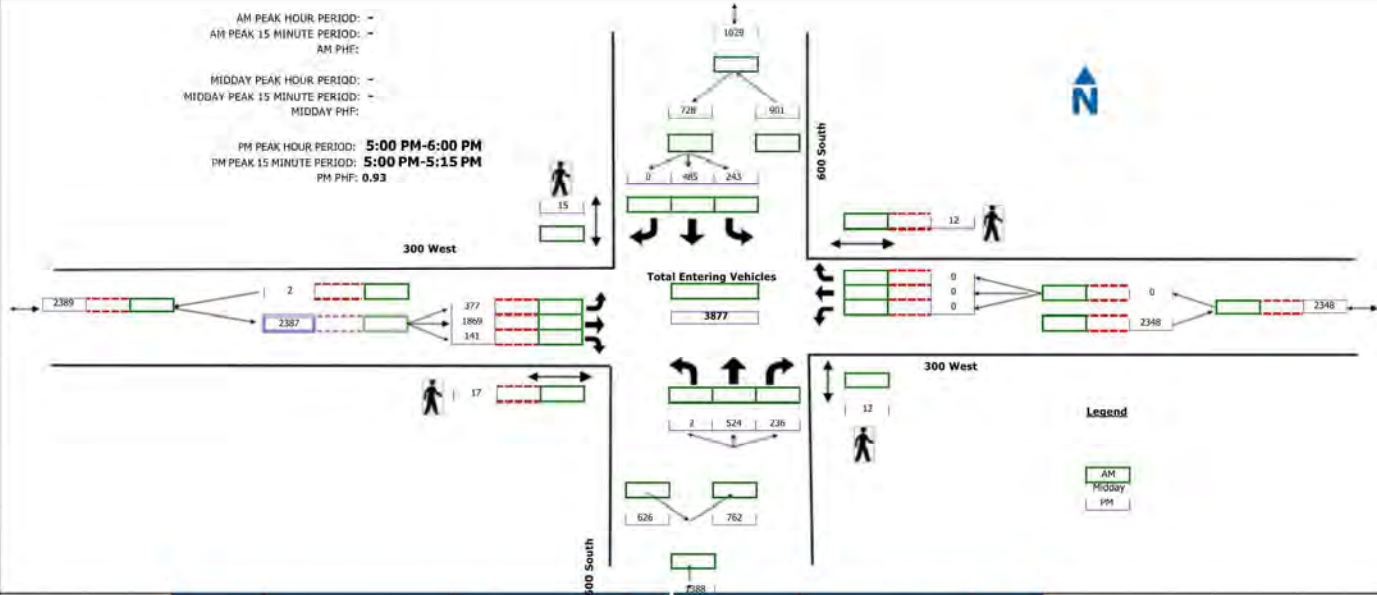 AM PEAK HOUR PERIOD: -
AM PEAK 15 MINUTE PERIOD: -
AM PHF:
MIDDAY PEAK HOUR PERIOD: -
MIDDAY PEAK 15 MINUTE PERIOD: -
MIDDAY PHF:
PM PEAK HOUR PERIOD: 5:00 PM-6:00 PM
PM PEAK 15 MINUTE PERIOD: 5:00 PM-5:15 PM
PM PHF: 0.93
N
728 901
0 485 243
600 South
15
12
300 West
Total Entering Vehicles
3877
2389
2
2387
377
1869
141
0
0
0
0
2348
2348
17
300 West
12
2 524 236
626 762
Legend
AM
Midday
PM